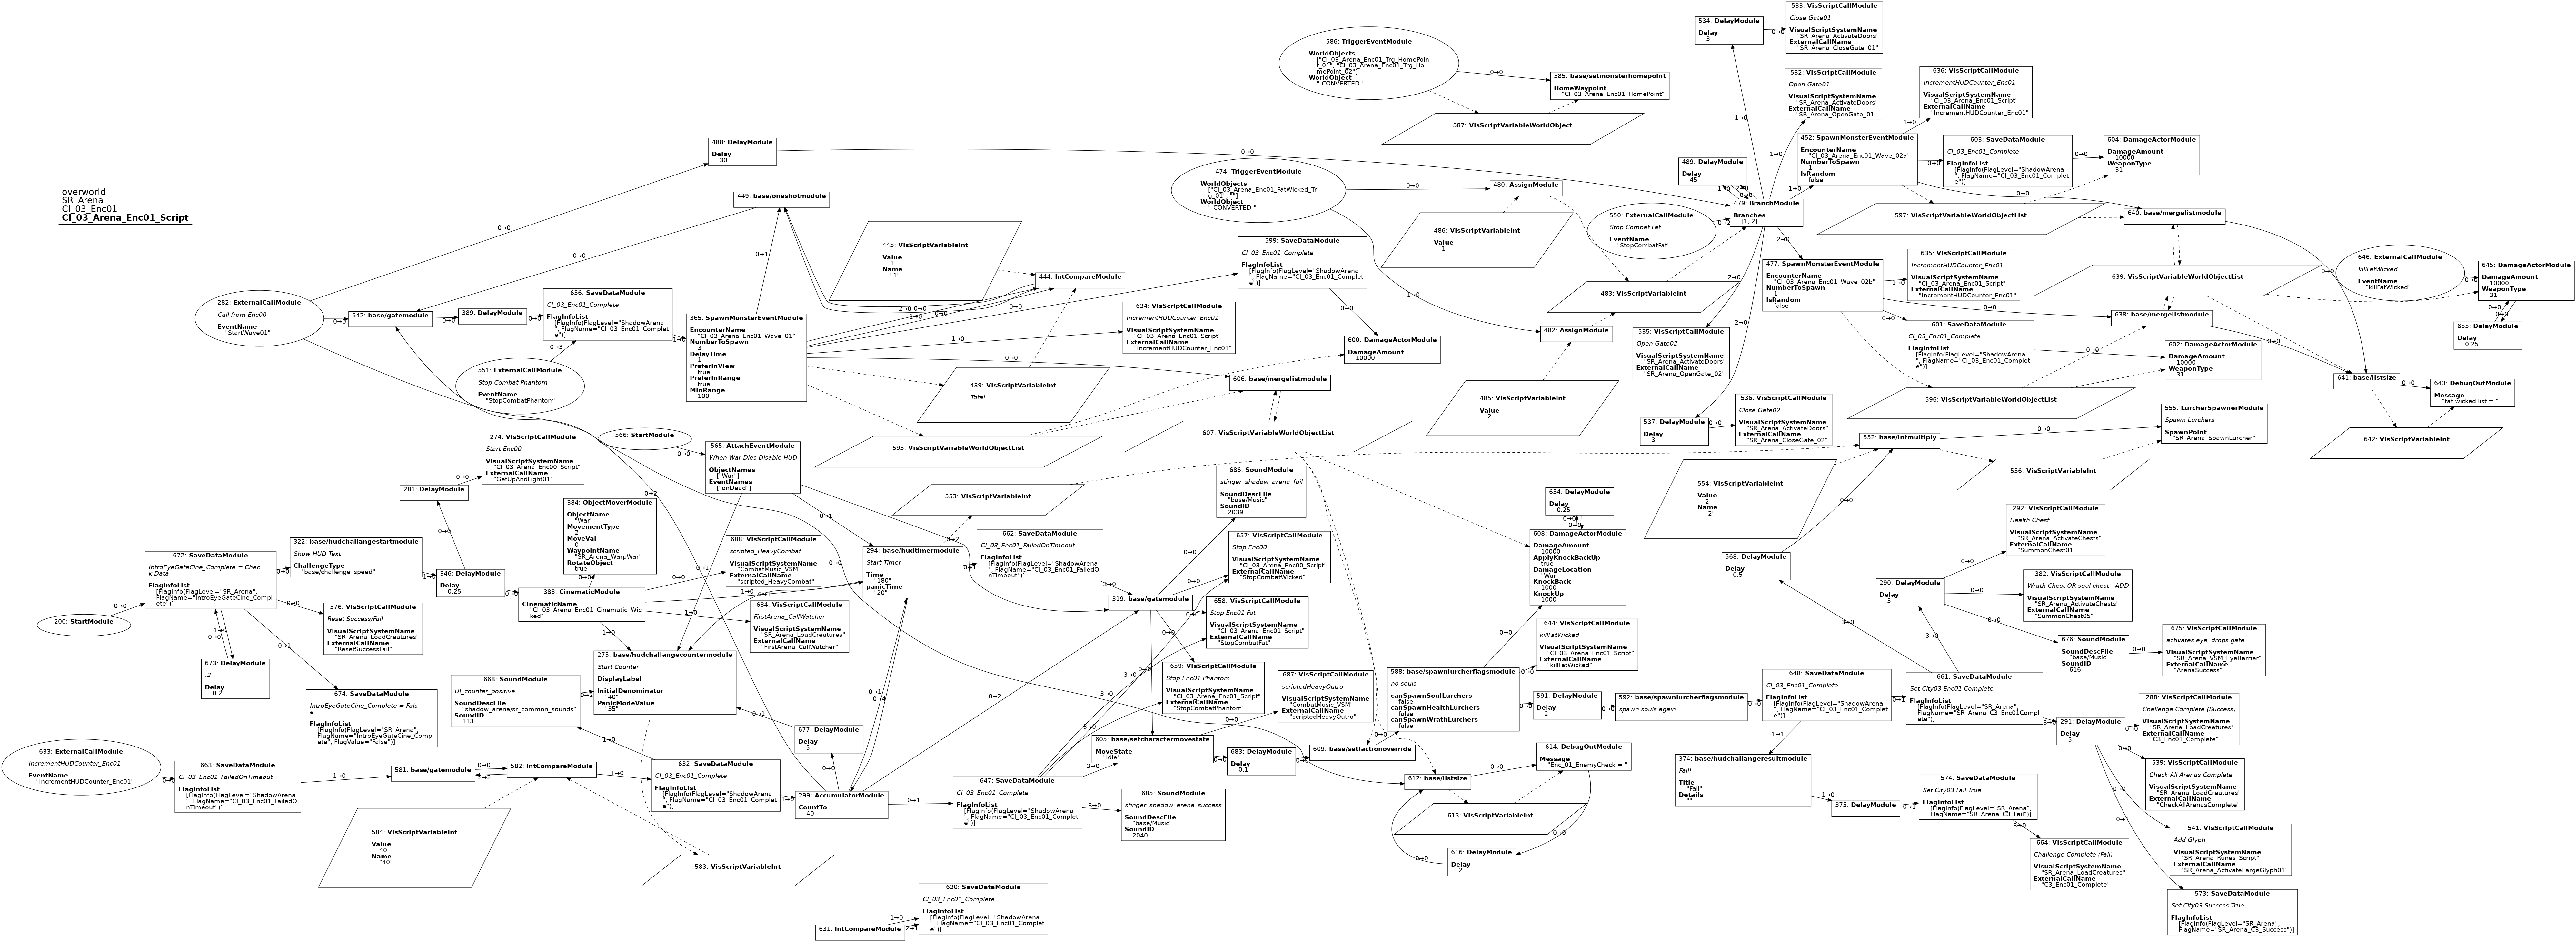 overworld
SR_Arena
CI_03_Enc01
CI_03_Arena_Enc01_Script
534: DelayModule
Delay
3
533: VisScriptCallModule
Close Gate01
VisualScriptSystemName
"SR_Arena_ActivateDoors"
ExternalCallName
"SR_Arena_CloseGate_01"
586: TriggerEventModule
WorldObjects
["CI_03_Arena_Enc01_Trg_HomePoin
t_01", "CI_03_Arena_Enc01_Trg_Ho
mePoint_02"]
WorldObject
"-CONVERTED-"
585: base/setmonsterhomepoint
HomeWaypoint
"CI_03_Arena_Enc01_HomePoint"
587: VisScriptVariableWorldObject
532: VisScriptCallModule
Open Gate01
VisualScriptSystemName
"SR_Arena_ActivateDoors"
ExternalCallName
"SR_Arena_OpenGate_01"
636: VisScriptCallModule
IncrementHUDCounter_Enc01
VisualScriptSystemName
"CI_03_Arena_Enc01_Script"
ExternalCallName
"IncrementHUDCounter_Enc01"
488: DelayModule
Delay
30
452: SpawnMonsterEventModule
EncounterName
"CI_03_Arena_Enc01_Wave_02a"
NumberToSpawn
1
IsRandom
false
603: SaveDataModule
CI_03_Enc01_Complete
FlagInfoList
[FlagInfo(FlagLevel="ShadowArena
", FlagName="CI_03_Enc01_Complet
e")]
604: DamageActorModule
DamageAmount
10000
WeaponType
31
489: DelayModule
Delay
45
474: TriggerEventModule
WorldObjects
["CI_03_Arena_Enc01_FatWicked_Tr
g_01", ""]
WorldObject
"-CONVERTED-"
480: AssignModule
449: base/oneshotmodule
479: BranchModule
Branches
[1, 2]
550: ExternalCallModule
Stop Combat Fat
EventName
"StopCombatFat"
486: VisScriptVariableInt
Value
1
597: VisScriptVariableWorldObjectList
640: base/mergelistmodule
445: VisScriptVariableInt
Value
1
Name
"1"
444: IntCompareModule
599: SaveDataModule
CI_03_Enc01_Complete
FlagInfoList
[FlagInfo(FlagLevel="ShadowArena
", FlagName="CI_03_Enc01_Complet
e")]
477: SpawnMonsterEventModule
EncounterName
"CI_03_Arena_Enc01_Wave_02b"
NumberToSpawn
1
IsRandom
false
635: VisScriptCallModule
IncrementHUDCounter_Enc01
VisualScriptSystemName
"CI_03_Arena_Enc01_Script"
ExternalCallName
"IncrementHUDCounter_Enc01"
639: VisScriptVariableWorldObjectList
646: ExternalCallModule
killFatWicked
EventName
"killFatWicked"
645: DamageActorModule
DamageAmount
10000
WeaponType
31
655: DelayModule
Delay
0.25
483: VisScriptVariableInt
282: ExternalCallModule
Call from Enc00
EventName
"StartWave01"
542: base/gatemodule
389: DelayModule
656: SaveDataModule
CI_03_Enc01_Complete
FlagInfoList
[FlagInfo(FlagLevel="ShadowArena
", FlagName="CI_03_Enc01_Complet
e")]
365: SpawnMonsterEventModule
EncounterName
"CI_03_Arena_Enc01_Wave_01"
NumberToSpawn
3
DelayTime
1
PreferInView
true
PreferInRange
true
MinRange
100
634: VisScriptCallModule
IncrementHUDCounter_Enc01
VisualScriptSystemName
"CI_03_Arena_Enc01_Script"
ExternalCallName
"IncrementHUDCounter_Enc01"
600: DamageActorModule
DamageAmount
10000
482: AssignModule
535: VisScriptCallModule
Open Gate02
VisualScriptSystemName
"SR_Arena_ActivateDoors"
ExternalCallName
"SR_Arena_OpenGate_02"
638: base/mergelistmodule
601: SaveDataModule
CI_03_Enc01_Complete
FlagInfoList
[FlagInfo(FlagLevel="ShadowArena
", FlagName="CI_03_Enc01_Complet
e")]
602: DamageActorModule
DamageAmount
10000
WeaponType
31
551: ExternalCallModule
Stop Combat Phantom
EventName
"StopCombatPhantom"
439: VisScriptVariableInt
Total
606: base/mergelistmodule
485: VisScriptVariableInt
Value
2
641: base/listsize
643: DebugOutModule
Message
"fat wicked list = "
596: VisScriptVariableWorldObjectList
536: VisScriptCallModule
Close Gate02
VisualScriptSystemName
"SR_Arena_ActivateDoors"
ExternalCallName
"SR_Arena_CloseGate_02"
537: DelayModule
Delay
3
555: LurcherSpawnerModule
Spawn Lurchers
SpawnPoint
"SR_Arena_SpawnLurcher"
642: VisScriptVariableInt
552: base/intmultiply
566: StartModule
274: VisScriptCallModule
Start Enc00
VisualScriptSystemName
"CI_03_Arena_Enc00_Script"
ExternalCallName
"GetUpAndFight01"
565: AttachEventModule
When War Dies Disable HUD
ObjectNames
["War"]
EventNames
["onDead"]
595: VisScriptVariableWorldObjectList
607: VisScriptVariableWorldObjectList
554: VisScriptVariableInt
Value
2
Name
"2"
556: VisScriptVariableInt
281: DelayModule
384: ObjectMoverModule
ObjectName
"War"
MovementType
2
MoveVal
0
WaypointName
"SR_Arena_WarpWar"
RotateObject
true
553: VisScriptVariableInt
686: SoundModule
stinger_shadow_arena_fail
SoundDescFile
"base/Music"
SoundID
2039
654: DelayModule
Delay
0.25
292: VisScriptCallModule
Health Chest
VisualScriptSystemName
"SR_Arena_ActivateChests"
ExternalCallName
"SummonChest01"
322: base/hudchallangestartmodule
Show HUD Text
ChallengeType
"base/challenge_speed"
672: SaveDataModule
IntroEyeGateCine_Complete = Chec
k Data
FlagInfoList
[FlagInfo(FlagLevel="SR_Arena",
FlagName="IntroEyeGateCine_Compl
ete")]
346: DelayModule
Delay
0.25
688: VisScriptCallModule
scripted_HeavyCombat
VisualScriptSystemName
"CombatMusic_VSM"
ExternalCallName
"scripted_HeavyCombat"
294: base/hudtimermodule
Start Timer
Time
"180"
panicTime
"20"
662: SaveDataModule
CI_03_Enc01_FailedOnTimeout
FlagInfoList
[FlagInfo(FlagLevel="ShadowArena
", FlagName="CI_03_Enc01_FailedO
nTimeout")]
657: VisScriptCallModule
Stop Enc00
VisualScriptSystemName
"CI_03_Arena_Enc00_Script"
ExternalCallName
"StopCombatWicked"
608: DamageActorModule
DamageAmount
10000
ApplyKnockBackUp
true
DamageLocation
"War"
KnockBack
1000
KnockUp
1000
568: DelayModule
Delay
0.5
290: DelayModule
Delay
5
382: VisScriptCallModule
Wrath Chest OR soul chest - ADD
VisualScriptSystemName
"SR_Arena_ActivateChests"
ExternalCallName
"SummonChest05"
200: StartModule
576: VisScriptCallModule
Reset Success/Fail
VisualScriptSystemName
"SR_Arena_LoadCreatures"
ExternalCallName
"ResetSuccessFail"
383: CinematicModule
CinematicName
"CI_03_Arena_Enc01_Cinematic_Wic
ked"
684: VisScriptCallModule
FirstArena_CallWatcher
VisualScriptSystemName
"SR_Arena_LoadCreatures"
ExternalCallName
"FirstArena_CallWatcher"
319: base/gatemodule
658: VisScriptCallModule
Stop Enc01 Fat
VisualScriptSystemName
"CI_03_Arena_Enc01_Script"
ExternalCallName
"StopCombatFat"
644: VisScriptCallModule
killFatWicked
VisualScriptSystemName
"CI_03_Arena_Enc01_Script"
ExternalCallName
"killFatWicked"
676: SoundModule
SoundDescFile
"base/Music"
SoundID
616
675: VisScriptCallModule
activates eye, drops gate.
VisualScriptSystemName
"SR_Arena_VSM_EyeBarrier"
ExternalCallName
"ArenaSuccess"
673: DelayModule
.2
Delay
0.2
674: SaveDataModule
IntroEyeGateCine_Complete = Fals
e
FlagInfoList
[FlagInfo(FlagLevel="SR_Arena",
FlagName="IntroEyeGateCine_Compl
ete", FlagValue="False")]
275: base/hudchallangecountermodule
Start Counter
DisplayLabel
""
InitialDenominator
"40"
PanicModeValue
"35"
668: SoundModule
UI_counter_positive
SoundDescFile
"shadow_arena/sr_common_sounds"
SoundID
113
659: VisScriptCallModule
Stop Enc01 Phantom
VisualScriptSystemName
"CI_03_Arena_Enc01_Script"
ExternalCallName
"StopCombatPhantom"
687: VisScriptCallModule
scriptedHeavyOutro
VisualScriptSystemName
"CombatMusic_VSM"
ExternalCallName
"scriptedHeavyOutro"
588: base/spawnlurcherflagsmodule
no souls
canSpawnSoulLurchers
false
canSpawnHealthLurchers
false
canSpawnWrathLurchers
false
591: DelayModule
Delay
2
592: base/spawnlurcherflagsmodule
spawn souls again
648: SaveDataModule
CI_03_Enc01_Complete
FlagInfoList
[FlagInfo(FlagLevel="ShadowArena
", FlagName="CI_03_Enc01_Complet
e")]
661: SaveDataModule
Set City03 Enc01 Complete
FlagInfoList
[FlagInfo(FlagLevel="SR_Arena",
FlagName="SR_Arena_C3_Enc01Compl
ete")]
291: DelayModule
Delay
5
288: VisScriptCallModule
Challenge Complete (Success)
VisualScriptSystemName
"SR_Arena_LoadCreatures"
ExternalCallName
"C3_Enc01_Complete"
677: DelayModule
Delay
5
605: base/setcharactermovestate
MoveState
"Idle"
683: DelayModule
Delay
0.1
609: base/setfactionoverride
614: DebugOutModule
Message
"Enc_01_EnemyCheck = "
633: ExternalCallModule
IncrementHUDCounter_Enc01
EventName
"IncrementHUDCounter_Enc01"
663: SaveDataModule
CI_03_Enc01_FailedOnTimeout
FlagInfoList
[FlagInfo(FlagLevel="ShadowArena
", FlagName="CI_03_Enc01_FailedO
nTimeout")]
581: base/gatemodule
582: IntCompareModule
632: SaveDataModule
CI_03_Enc01_Complete
FlagInfoList
[FlagInfo(FlagLevel="ShadowArena
", FlagName="CI_03_Enc01_Complet
e")]
299: AccumulatorModule
CountTo
40
647: SaveDataModule
CI_03_Enc01_Complete
FlagInfoList
[FlagInfo(FlagLevel="ShadowArena
", FlagName="CI_03_Enc01_Complet
e")]
685: SoundModule
stinger_shadow_arena_success
SoundDescFile
"base/Music"
SoundID
2040
612: base/listsize
613: VisScriptVariableInt
374: base/hudchallangeresultmodule
Fail!
Title
"Fail"
Details
""
375: DelayModule
574: SaveDataModule
Set City03 Fail True
FlagInfoList
[FlagInfo(FlagLevel="SR_Arena",
FlagName="SR_Arena_C3_Fail")]
539: VisScriptCallModule
Check All Arenas Complete
VisualScriptSystemName
"SR_Arena_LoadCreatures"
ExternalCallName
"CheckAllArenasComplete"
584: VisScriptVariableInt
Value
40
Name
"40"
583: VisScriptVariableInt
616: DelayModule
Delay
2
664: VisScriptCallModule
Challenge Complete (Fail)
VisualScriptSystemName
"SR_Arena_LoadCreatures"
ExternalCallName
"C3_Enc01_Complete"
541: VisScriptCallModule
Add Glyph
VisualScriptSystemName
"SR_Arena_Runes_Script"
ExternalCallName
"SR_Arena_ActivateLargeGlyph01"
630: SaveDataModule
CI_03_Enc01_Complete
FlagInfoList
[FlagInfo(FlagLevel="ShadowArena
", FlagName="CI_03_Enc01_Complet
e")]
631: IntCompareModule
573: SaveDataModule
Set City03 Success True
FlagInfoList
[FlagInfo(FlagLevel="SR_Arena",
FlagName="SR_Arena_C3_Success")]